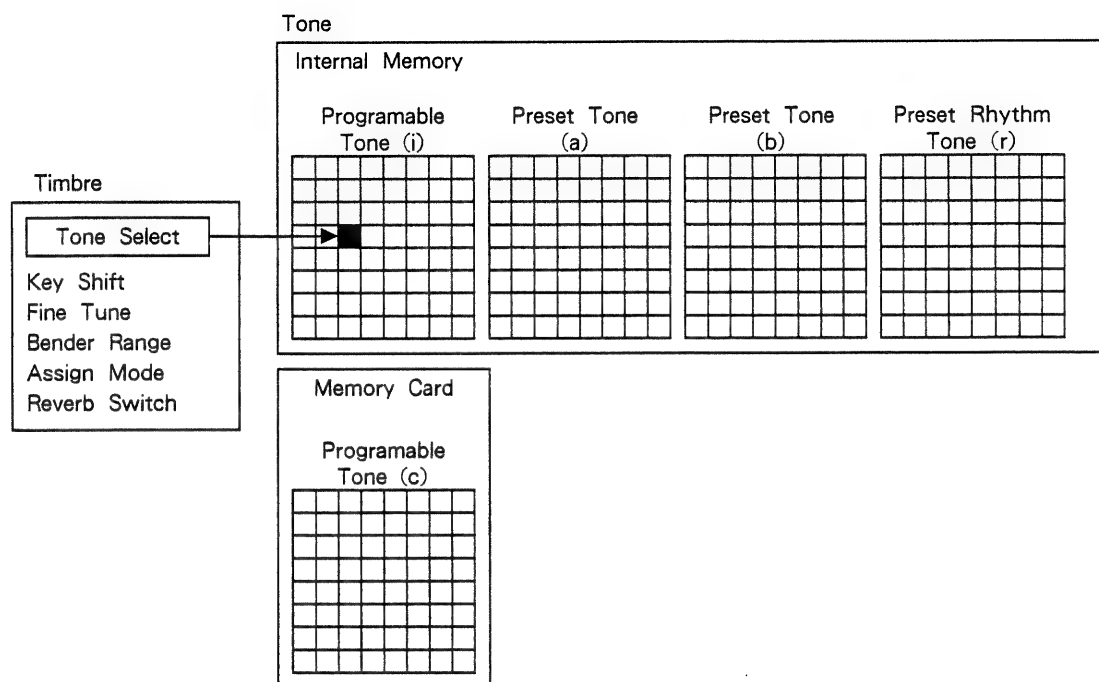 Tone
Internal Memory
Programable
Tone (i)
Preset Tone
(a)
Preset Tone
(b)
Preset Rhythm
Tone (r)
Timbre
Tone Select
Key Shift
Fine Tune
Bender Range
Assign Mode
Reverb Switch
Memory Card
Programable
Tone (c)